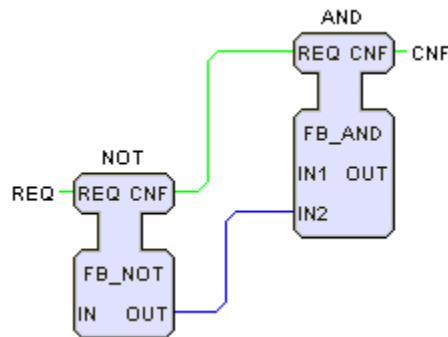 AND
REQ CNF CNF
FB_AND
IN1 OUT
IN2
NOT
REQ REQ CNF
FB_NOT
IN OUT